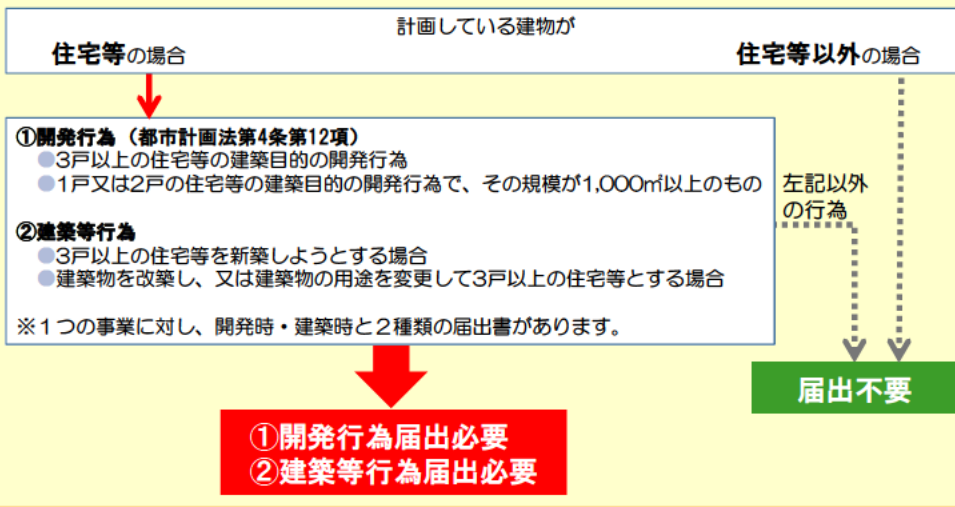 計画している建物が
住宅等の場合
住宅等以外の場合
①開発行為（都市計画法第4条第12項）
●3戸以上の住宅等の建築目的の開発行為
●1戸又は2戸の住宅等の建築目的の開発行為で、その規模が1,000㎡以上のもの
②建築等行為
●3戸以上の住宅等を新築しようとする場合
●建築物を改築し、又は建築物の用途を変更して3戸以上の住宅等とする場合
※１つの事業に対し、開発時・建築時と２種類の届出書があります。
左記以外
の行為
届出不要
①開発行為届出必要
②建築等行為届出必要